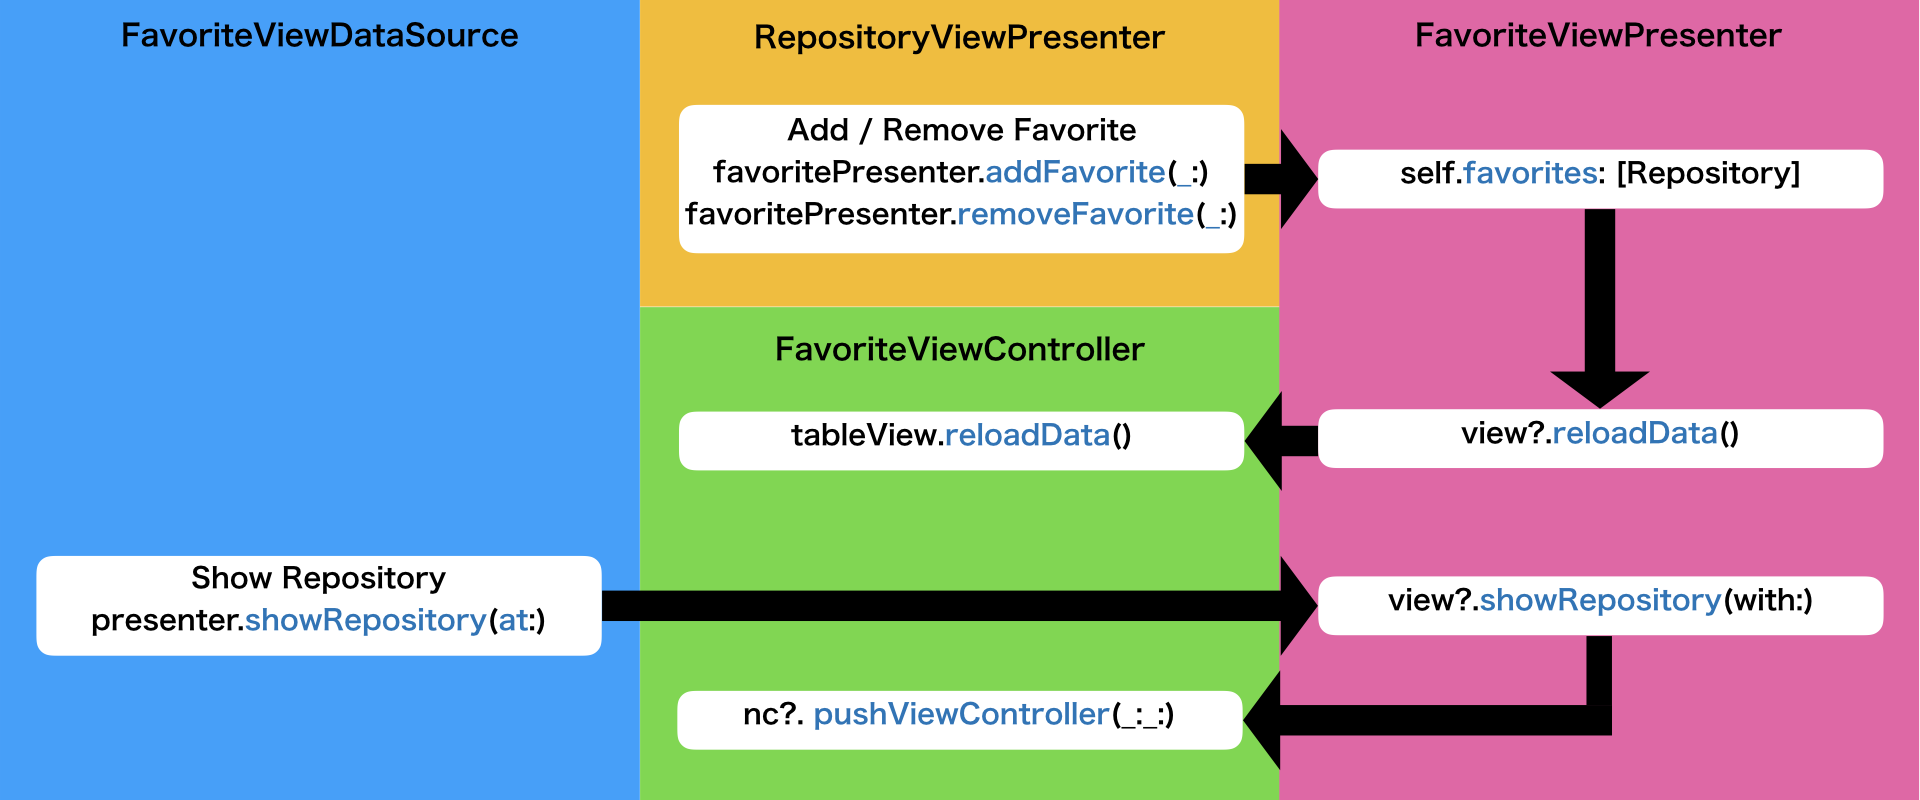 FavoriteViewDataSource
RepositoryViewPresenter
FavoriteViewPresenter
Add / Remove Favorite
favoritePresenter.addFavorite(_:)
favoritePresenter.removeFavorite(_:)
self.favorites: [Repository]
FavoriteViewController
tableView.reloadData()
view?.reloadData()
Show Repository
presenter.showRepository(at:)
view?.showRepository(with:)
nc?. pushViewController(_:_:)